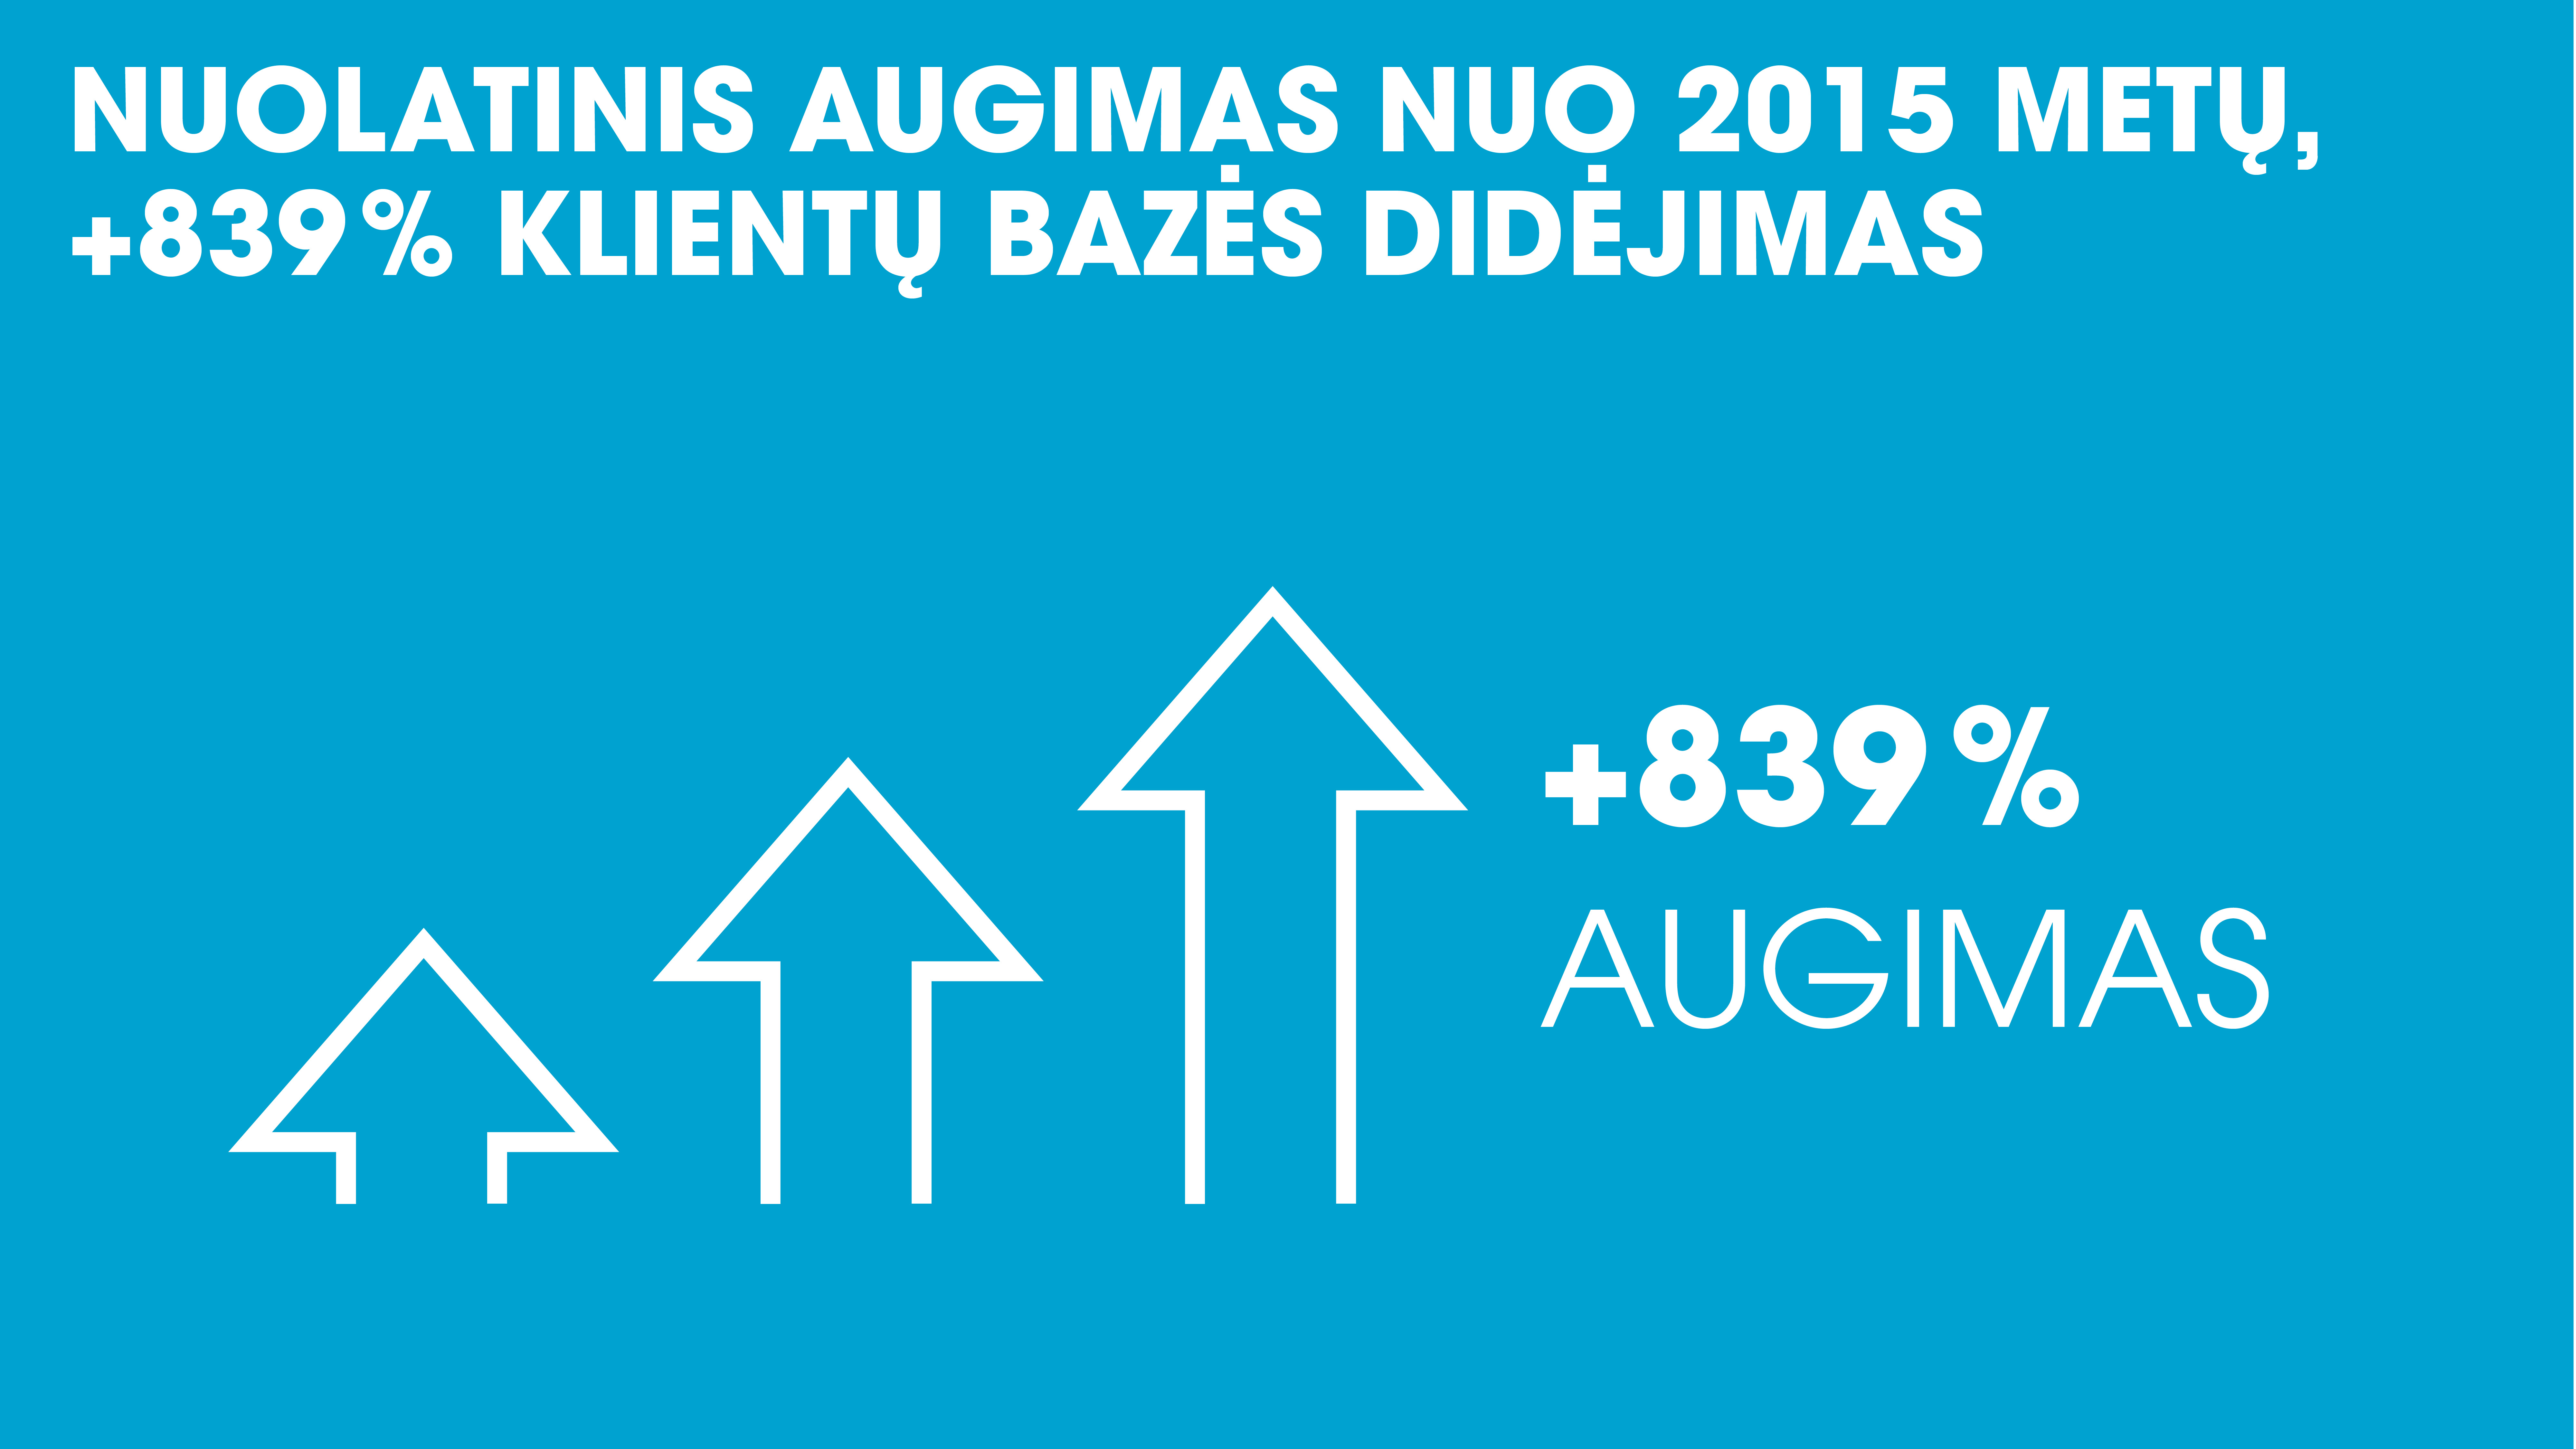 NUOLATINIS AUGIMAS NUO 2015 METŲ,
+839% KLIENTŲ BAZĖS DIDĖJIMAS
+839%
AUGIMAS